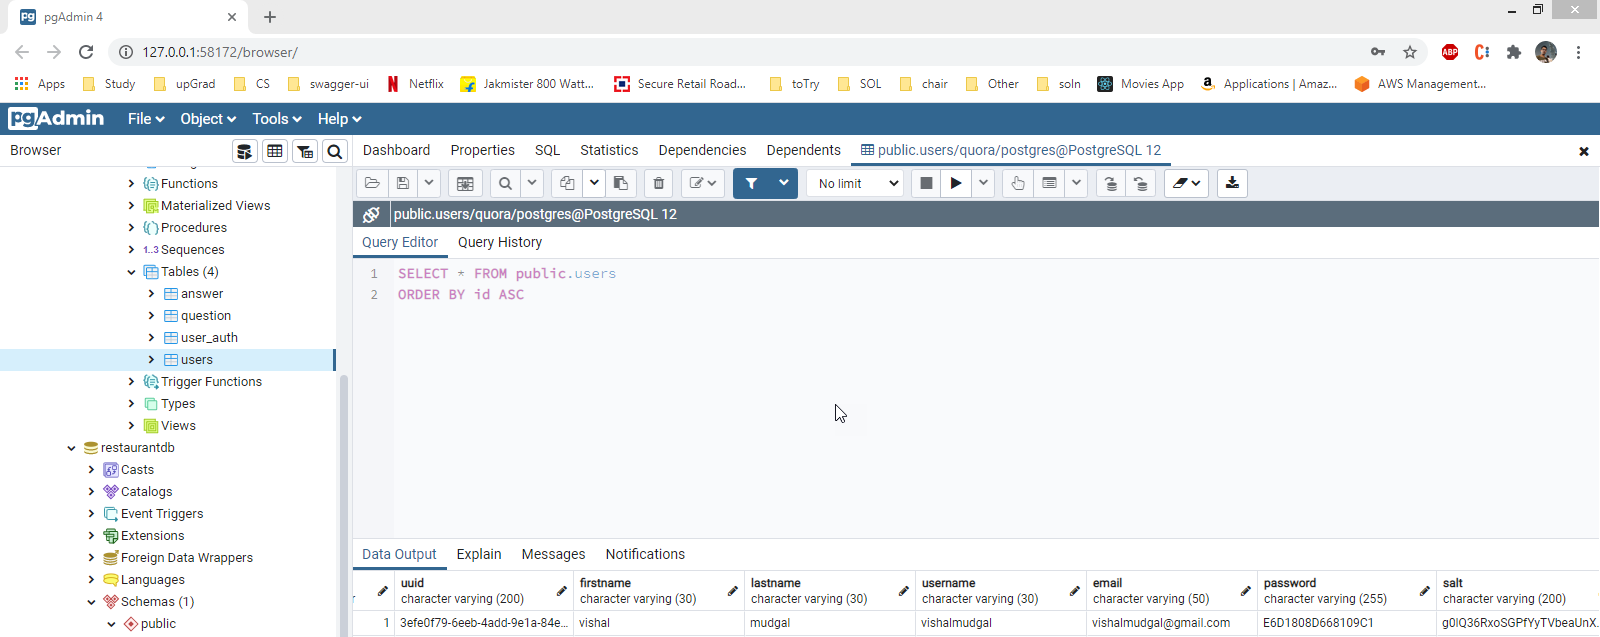 pgAdmin 4
127.0.0.1:58172/browser/
Apps Study upGrad CS swagger-ui Netflix Jakmister 800 Watt... Secure Retail Road... toTry SOL chair Other soln Movies App Applications | Amaz... AWS Management...
pgAdmin File Object Tools Help
Browser
Dashboard Properties SQL Statistics Dependencies Dependents public.users/quora/postgres@PostgreSQL 12
No limit
public.users/quora/postgres@PostgreSQL 12
Query Editor Query History
1 SELECT * FROM public.users
2 ORDER BY id ASC
Functions
Materialized Views
Procedures
1..3 Sequences
Tables (4)
answer
question
user_auth
users
Trigger Functions
Types
Views
restaurantdb
Casts
Catalogs
Event Triggers
Extensions
Foreign Data Wrappers
Languages
Schemas (1)
public
Data Output Explain Messages Notifications
uuid firstname lastname username email password salt
character varying (200) character varying (30) character varying (30) character varying (30) character varying (50) character varying (255) character varying (200)
1 3efe0f79-6eeb-4add-9e1a-84e... vishal mudgal vishalmudgal vishalmudgal@gmail.com E6D1808D668109C1 g0IQ36RxoSGPfYyTVbeaUnX.